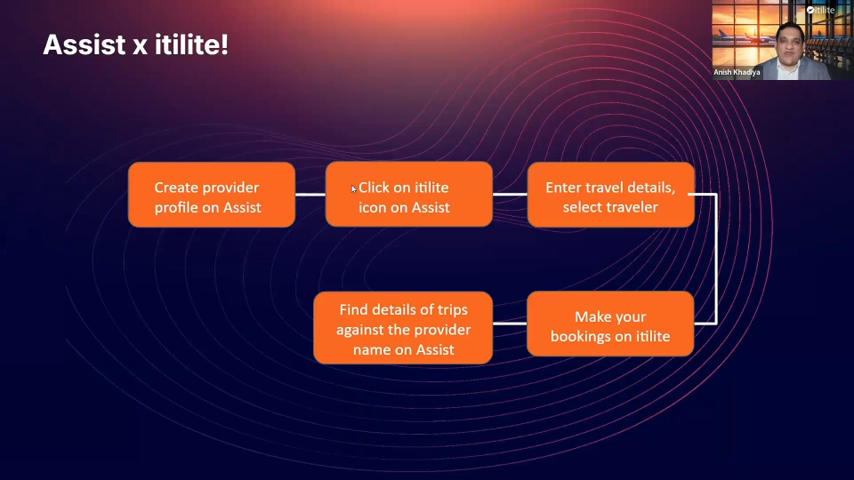 Assist x itilite!
itilite
Anish Khadiya
Create provider
profile on Assist
Click on itilite
icon on Assist
Enter travel details,
select traveler
Find details of trips
against the provider
name on Assist
Make your
bookings on itilite